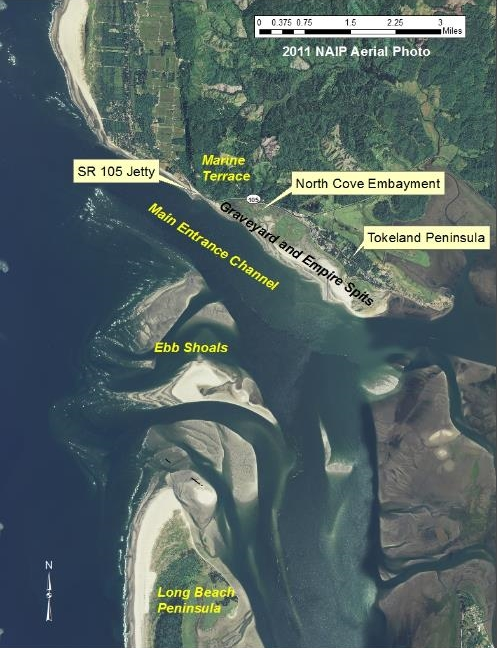 0 0.375 0.75 1.5 2.25 3
Miles
2011 NAIP Aerial Photo
Marine
Terrace
SR 105 Jetty
North Cove Embayment
105
Graveyard and Empire Spits
Tokeland Peninsula
Main Entrance Channel
Ebb Shoals
N
Long Beach
Peninsula